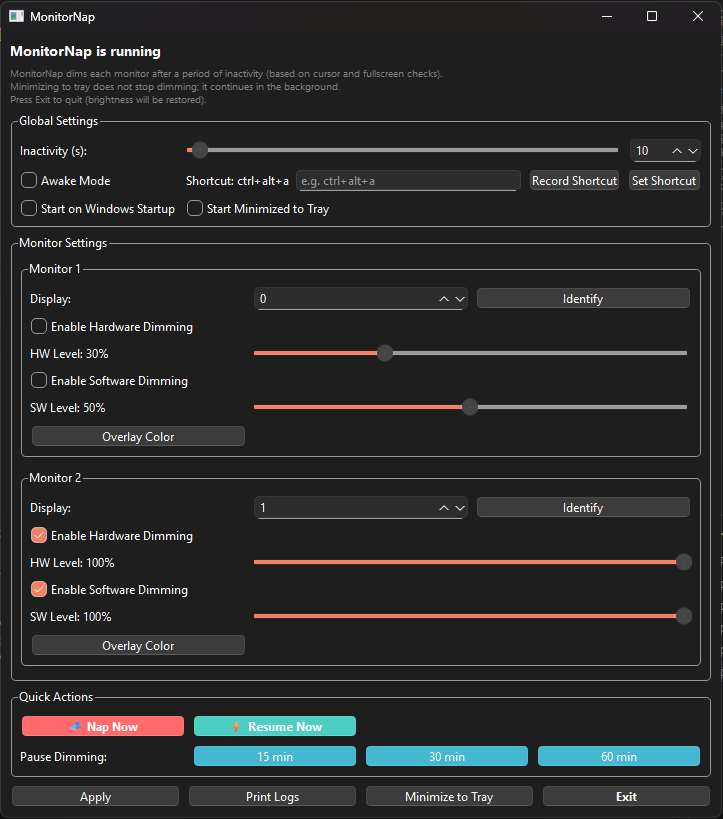 MonitorNap
MonitorNap is running
MonitorNap dims each monitor after a period of inactivity (based on cursor and fullscreen checks).
Minimizing to tray does not stop dimming; it continues in the background.
Press Exit to quit (brightness will be restored).
Global Settings
Inactivity (s): 10
Awake Mode Shortcut: ctrl+alt+a e.g. ctrl+alt+a Record Shortcut Set Shortcut
Start on Windows Startup Start Minimized to Tray
Monitor Settings
Monitor 1
Display: 0 Identify
Enable Hardware Dimming
HW Level: 30%
Enable Software Dimming
SW Level: 50%
Overlay Color
Monitor 2
Display: 1 Identify
Enable Hardware Dimming
HW Level: 100%
Enable Software Dimming
SW Level: 100%
Overlay Color
Quick Actions
Nap Now Resume Now
Pause Dimming: 15 min 30 min 60 min
Apply Print Logs Minimize to Tray Exit